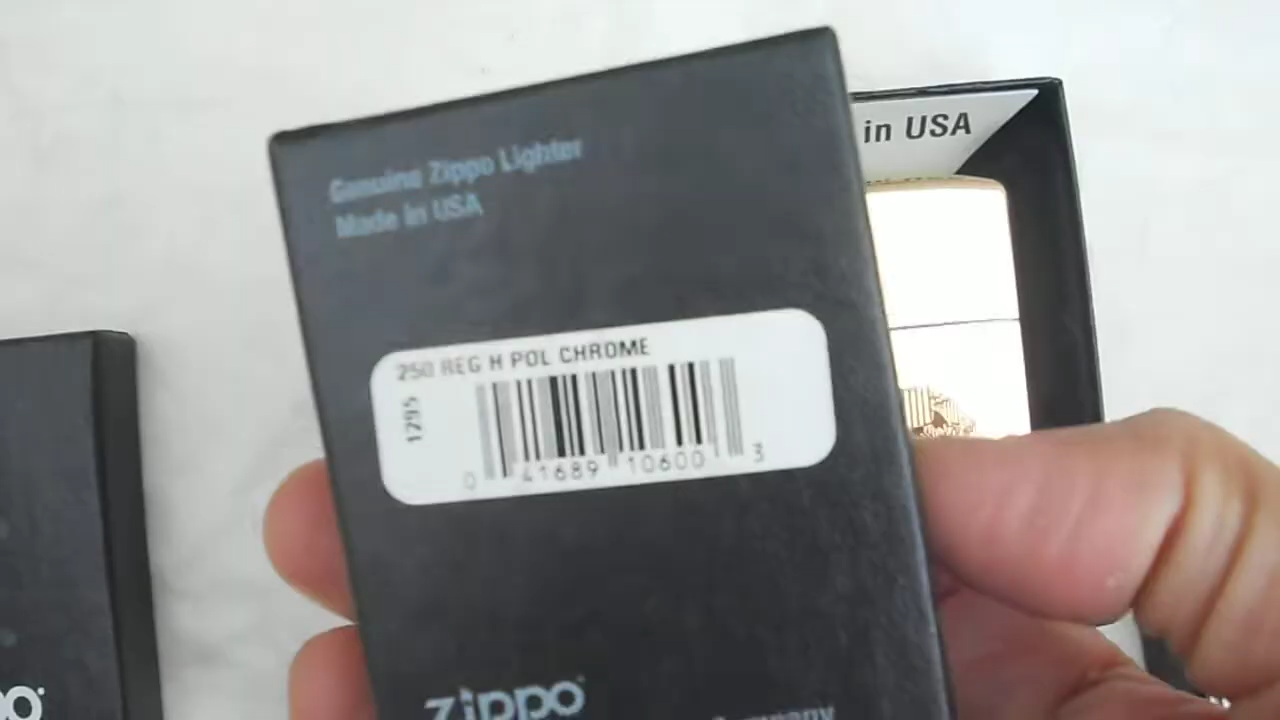 Genuine Zippo Lighter
Made in USA
in USA
250 REG H POL CHROME
1295
0 41689 10600 3
Zippo